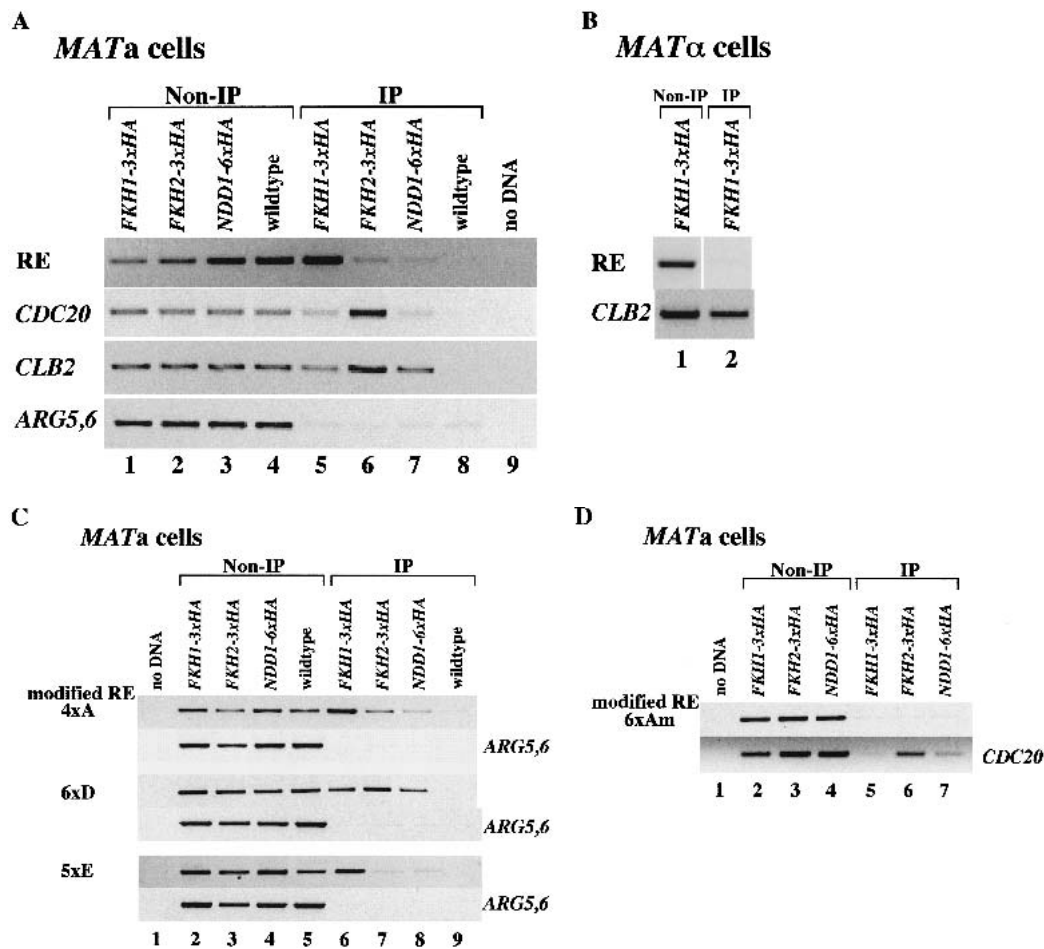 A
MATa cells
Non-IP IP
FKH1-3xHA
FKH2-3xHA
NDD1-6xHA
wildtype
FKH1-3xHA
FKH2-3xHA
NDD1-6xHA
wildtype
no DNA
RE
CDC20
CLB2
ARG5,6
1 2 3 4 5 6 7 8 9
B
MATα cells
Non-IP IP
FKH1-3xHA
FKH1-3xHA
RE
CLB2
1 2
C
MATa cells
Non-IP IP
no DNA
FKH1-3xHA
FKH2-3xHA
NDD1-6xHA
wildtype
FKH1-3xHA
FKH2-3xHA
NDD1-6xHA
wildtype
modified RE
4xA
ARG5,6
6xD
ARG5,6
5xE
ARG5,6
1 2 3 4 5 6 7 8 9
D
MATa cells
Non-IP IP
no DNA
FKH1-3xHA
FKH2-3xHA
NDD1-6xHA
FKH1-3xHA
FKH2-3xHA
NDD1-6xHA
modified RE
6xAm
CDC20
1 2 3 4 5 6 7